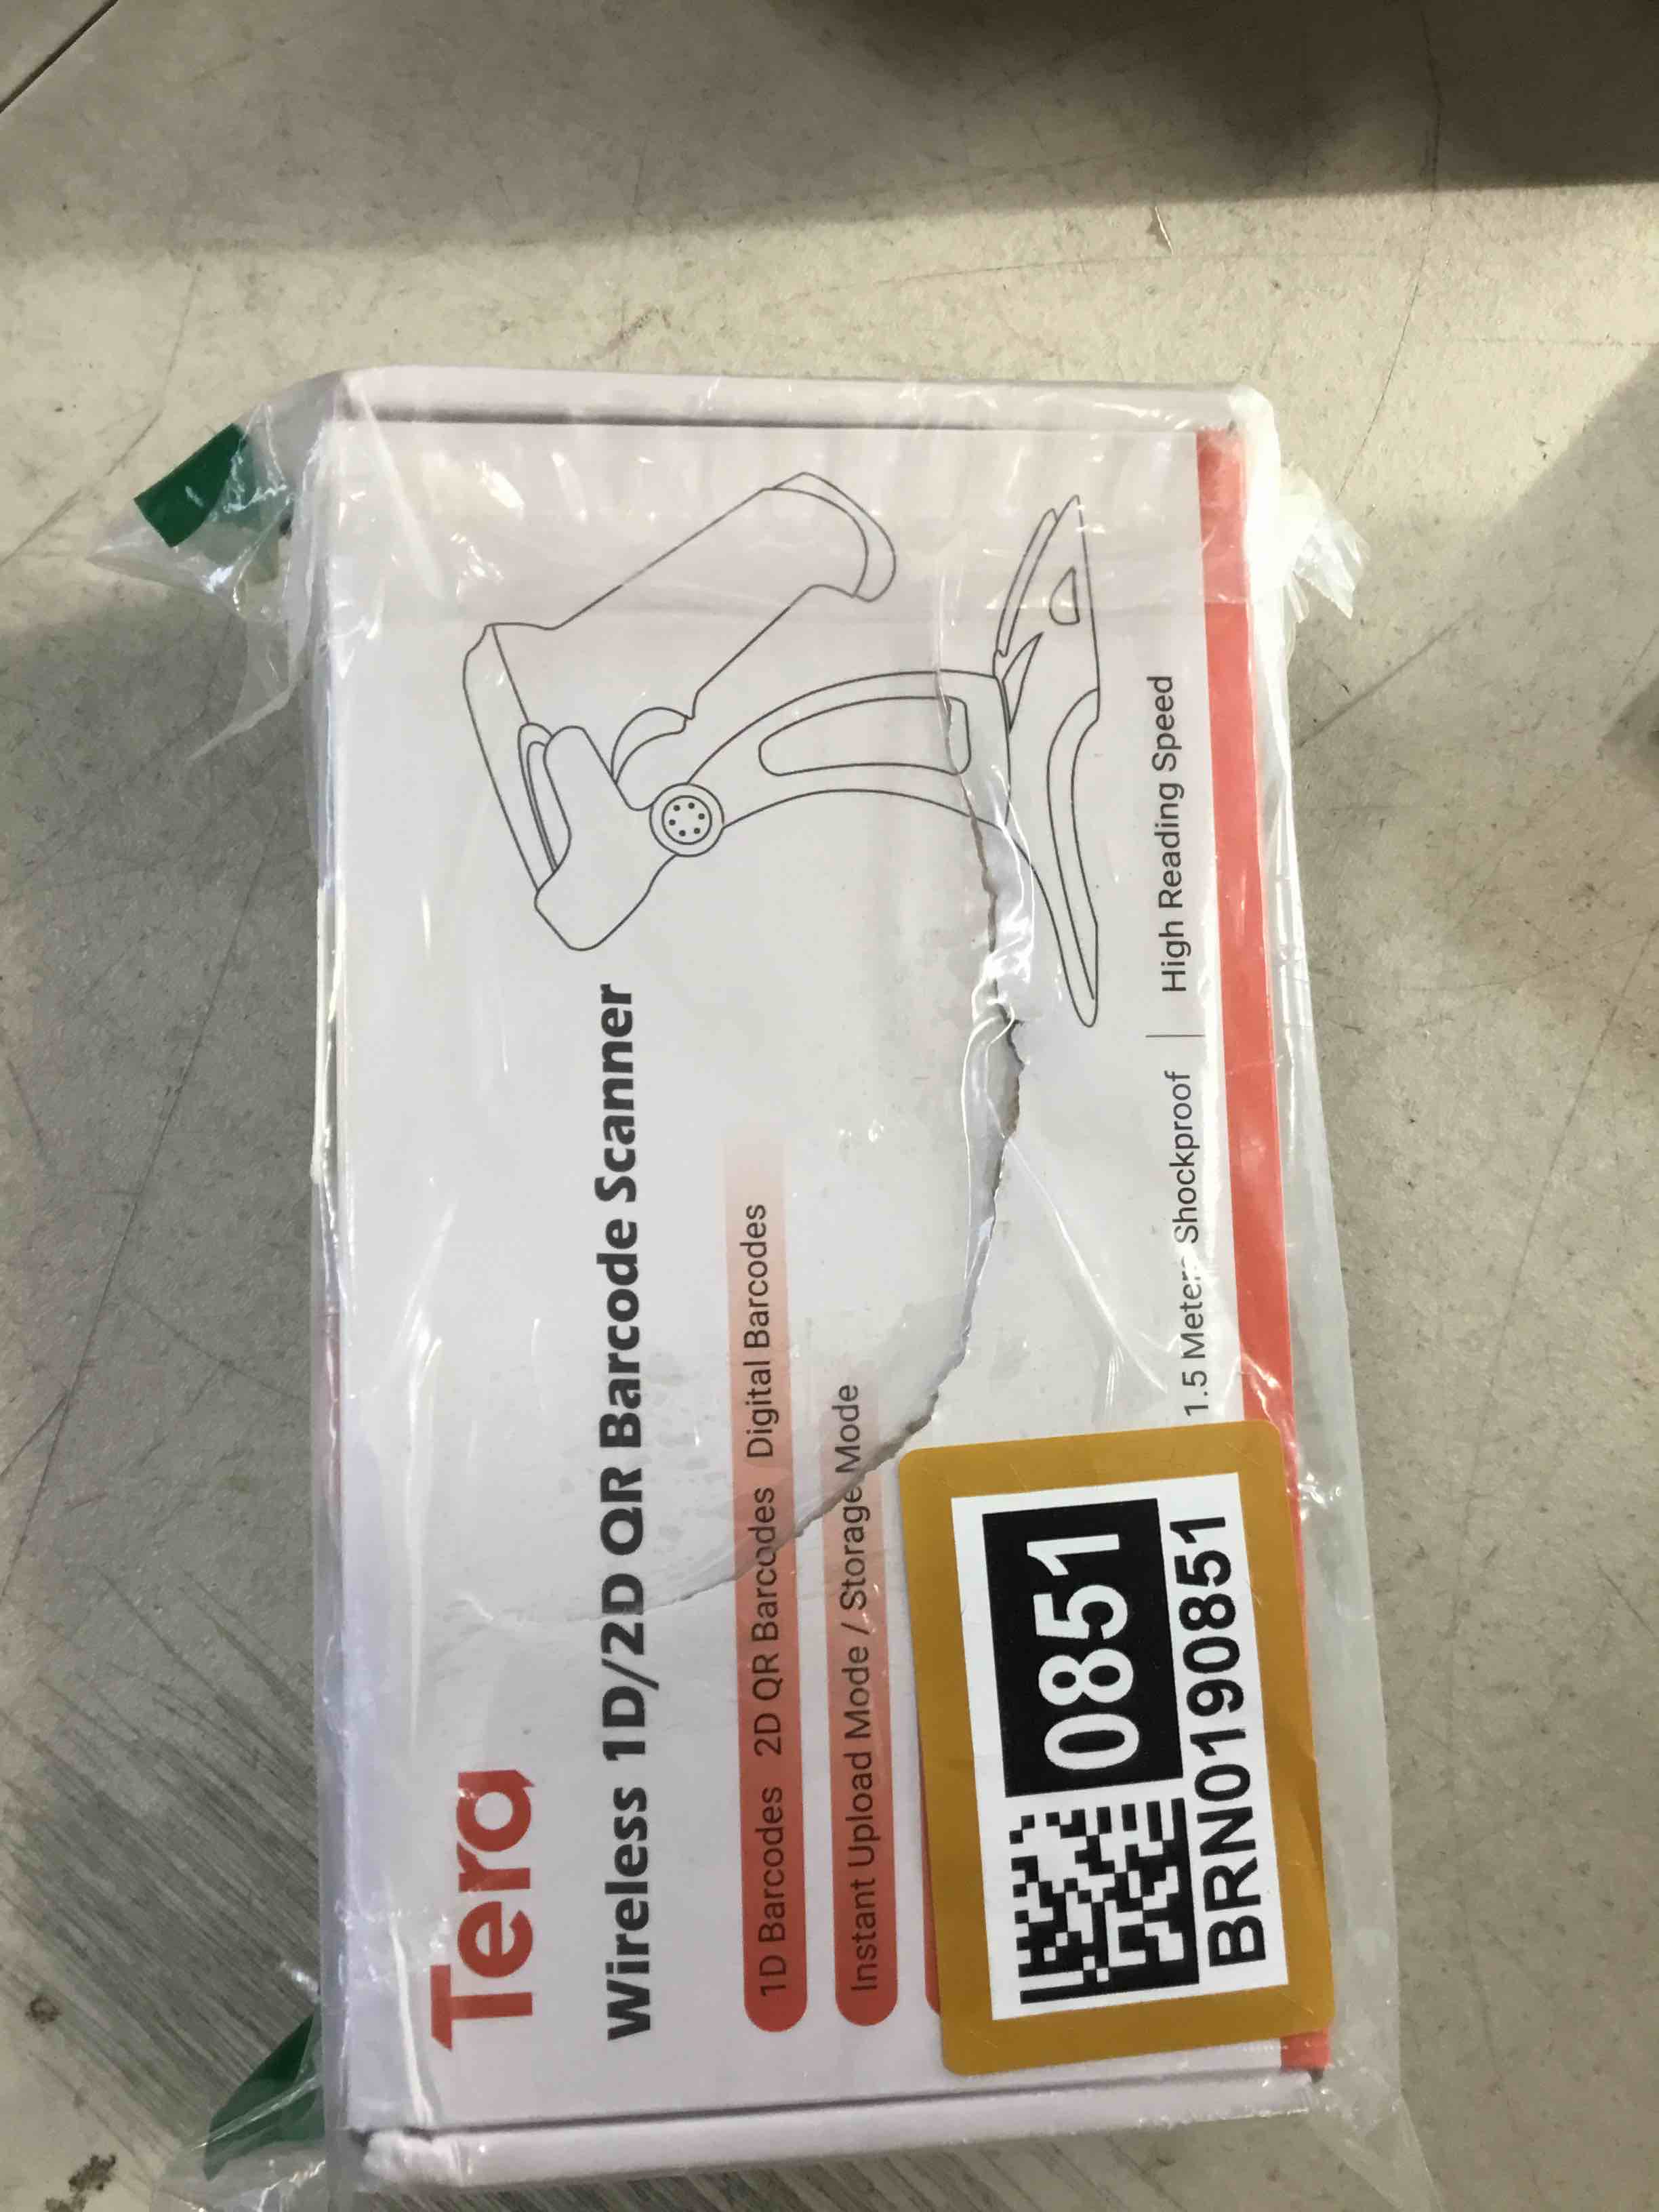 Tera
Wireless 1D/2D QR Barcode Scanner
1D Barcodes 2D QR Barcodes Digital Barcodes
Instant Upload Mode / Storage Mode
1.5 Meters Shockproof | High Reading Speed
0851
BRN0190851